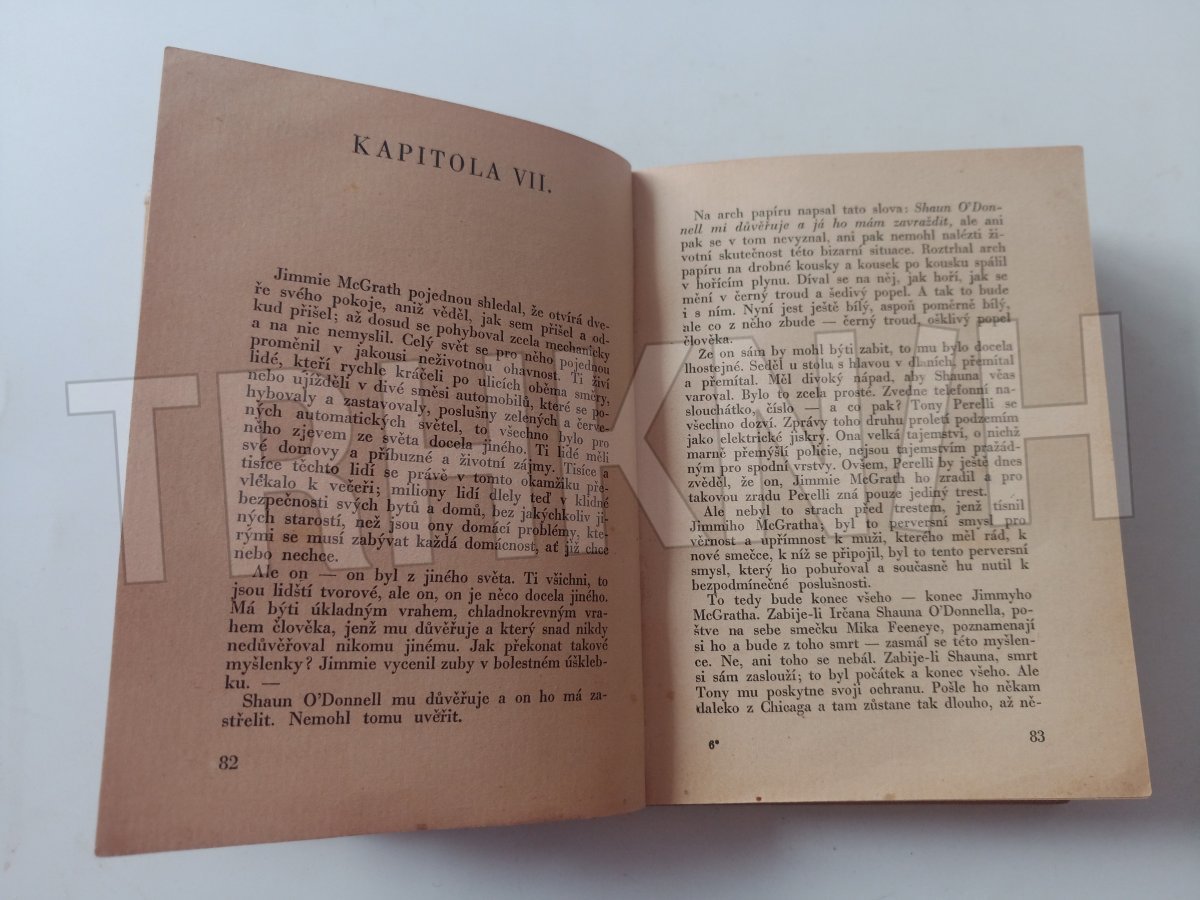 KAPITOLA VII.
Jimmie McGrath pojednou shledal, že otvírá dve-
ře svého pokoje, aniž věděl, jak sem přišel a od-
kud přišel; až dosud se pohyboval zcela mechanicky
a na nic nemyslil. Celý svět se pro něho pojednou
proměnil v jakousi neživotnou ohavnost. Ti živí
lidé, kteří rychle kráčeli po ulicích oběma směry,
nebo ujížděli v divé směsi automobilů, které se po-
hybovaly a zastavovaly, poslušny zelených a červe-
ných automatických světel, to všechno bylo pro
něho zjevem ze světa docela jiného. Ti lidé měli
své domovy a příbuzné a životní zájmy. Tisíce a
tisíce těchto lidí se právě v tomto okamžiku pře-
vlékalo k večeři; miliony lidí dlely teď v klidné
bezpečnosti svých bytů a domů, bez jakýchkoliv ji-
ných starostí, než jsou ony domácí problémy, kte-
rými se musí zabývat každá domácnost, ať již chce
nebo nechce.
Ale on — on byl z jiného světa. Ti všichni, to
jsou lidští tvorové, ale on, on je něco docela jiného.
Má býti úkladným vrahem, chladnokrevným vra-
hem člověka, jenž mu důvěřuje a který snad nikdy
nedůvěřoval nikomu jinému. Jak překonat takové
myšlenky? Jimmie vycenil zuby v bolestném úškleb-
ku. —
Shaun O'Donnell mu důvěřuje a on ho má za-
střelit. Nemohl tomu uvěřit.
82
Na arch papíru napsal tato slova: Shaun O'Don-
nell mi důvěřuje a já ho mám zavraždit, ale ani
pak se v tom nevyznal, ani pak nemohl nalézti ži-
votní skutečnost této bizarní situace. Roztrhal arch
papíru na drobné kousky a kousek po kousku spálil
v hořícím plynu. Díval se na něj, jak hoří, jak se
mění v černý troud a šedivý popel. A tak to bude
i s ním. Nyní jest ještě bílý, aspoň poměrně bílý,
ale co z něho zbude — černý troud, ošklivý popel
člověka.
Že on sám by mohl býti zabit, to mu bylo docela
lhostejné. Seděl u stolu s hlavou v dlaních, přemítal
a přemítal. Měl divoký nápad, aby Shauna včas
varoval. Bylo to zcela prosté. Zvedne telefonní na-
slouchátko, číslo — a co pak? Tony Perelli se
všechno dozví. Zprávy toho druhu proletí podzemím
jako elektrické jiskry. Ona velká tajemství, o nichž
marně přemýšlí policie, nejsou tajemstvím pražád-
ným pro spodní vrstvy. Ovšem, Perelli by ještě dnes
zvěděl, že on, Jimmie McGrath ho zradil a pro
takovou zradu Perelli zná pouze jediný trest.
Ale nebyl to strach před trestem, jenž tísnil
Jimmiho McGratha; byl to perversní smysl pro
věrnost a upřímnost k muži, kterého měl rád, k
nové smečce, k níž se připojil, byl to tento perversní
smysl, který ho pobuřoval a současně hu nutil k
bezpodmínečné poslušnosti.
To tedy bude konec všeho — konec Jimmyho
McGratha. Zabije-li Irčana Shauna O'Donnella, po-
štve na sebe smečku Mika Feeneye, poznamenají
si ho a bude z toho smrt — zasmál se této myšlen-
ce. Ne, ani toho se nebál. Zabije-li Shauna, smrt
si sám zaslouží; to byl počátek a konec všeho. Ale
Tony mu poskytne svoji ochranu. Pošle ho někam
daleko z Chicaga a tam zůstane tak dlouho, až ně-
6*
83
TREKNIH